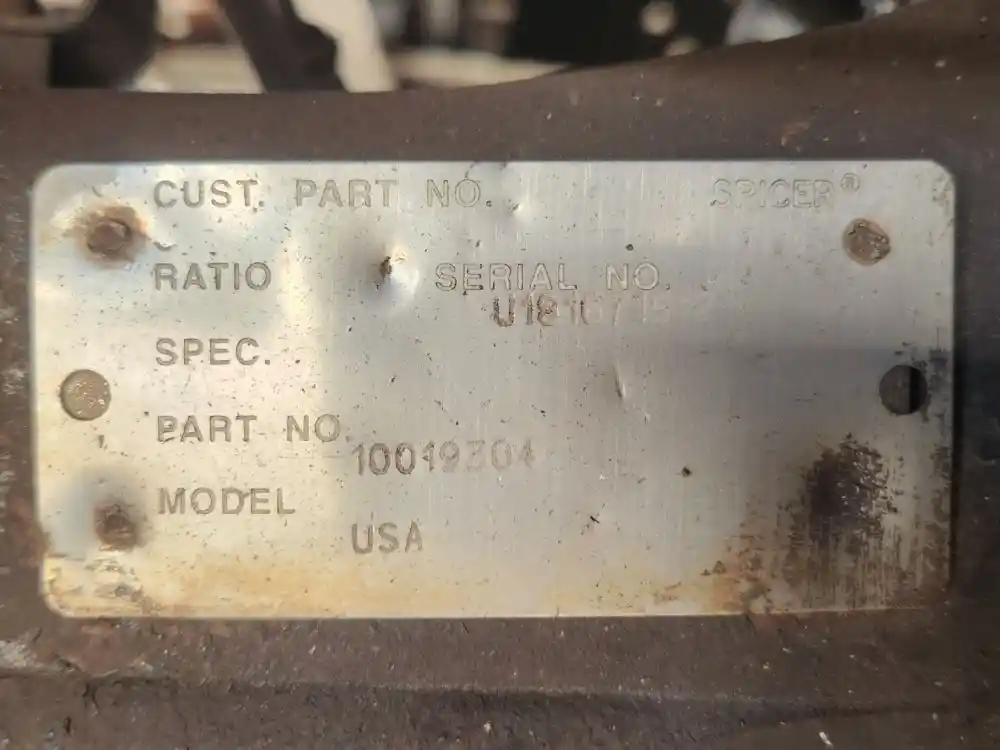 CUST. PART NO. SPICER®
RATIO SERIAL NO.
SPEC.
PART NO.
10019304
MODEL
USA